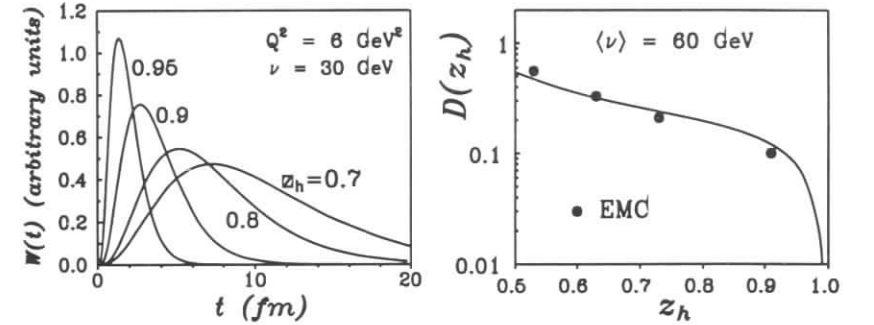 W(t) (arbitrary units)
1.2
1.0
0.8
0.6
0.4
0.2
0.0
Q² = 6 GeV²
ν = 30 GeV
0.95
0.9
z_h=0.7
0.8
0 10 20
t (fm)
D(z_h)
1
0.1
0.01
⟨ν⟩ = 60 GeV
EMC
0.5 0.6 0.7 0.8 0.9 1.0
z_h